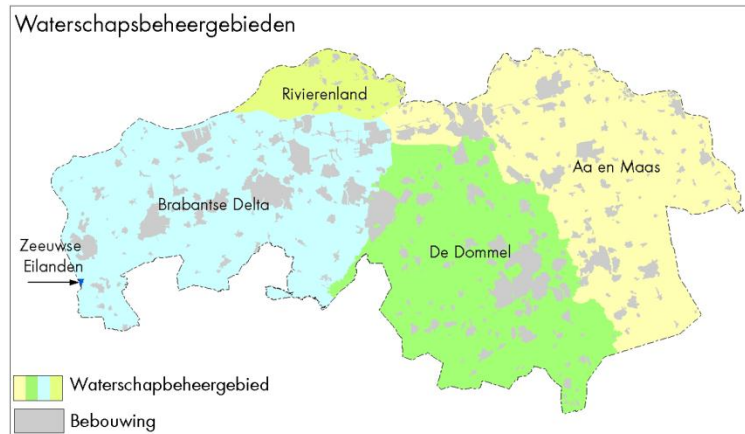 Waterschapsbeheergebieden
Rivierenland
Aa en Maas
Brabantse Delta
De Dommel
Zeeuwse
Eilanden
Waterschapbeheergebied
Bebouwing